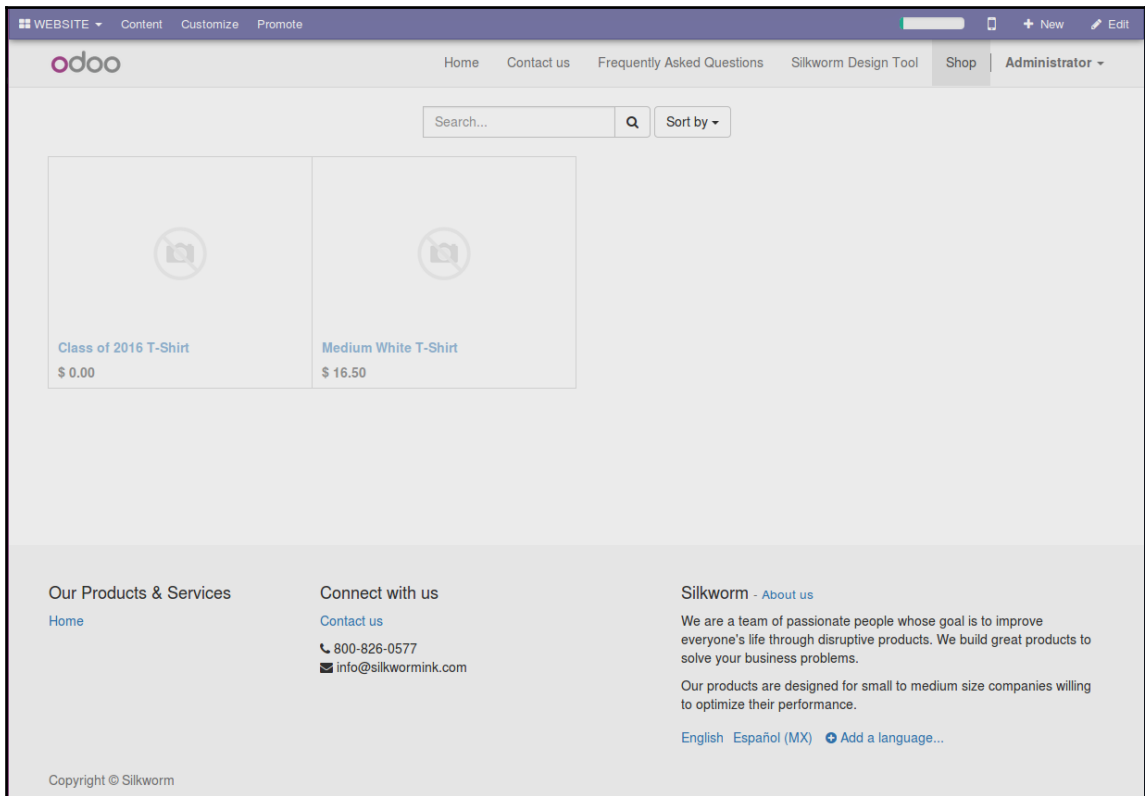 WEBSITE Content Customize Promote New Edit
odoo Home Contact us Frequently Asked Questions Silkworm Design Tool Shop Administrator
Search... Sort by
Class of 2016 T-Shirt
$ 0.00
Medium White T-Shirt
$ 16.50
Our Products & Services
Home
Connect with us
Contact us
800-826-0577
info@silkwormink.com
Silkworm - About us
We are a team of passionate people whose goal is to improve
everyone's life through disruptive products. We build great products to
solve your business problems.
Our products are designed for small to medium size companies willing
to optimize their performance.
English Español (MX) Add a language...
Copyright © Silkworm